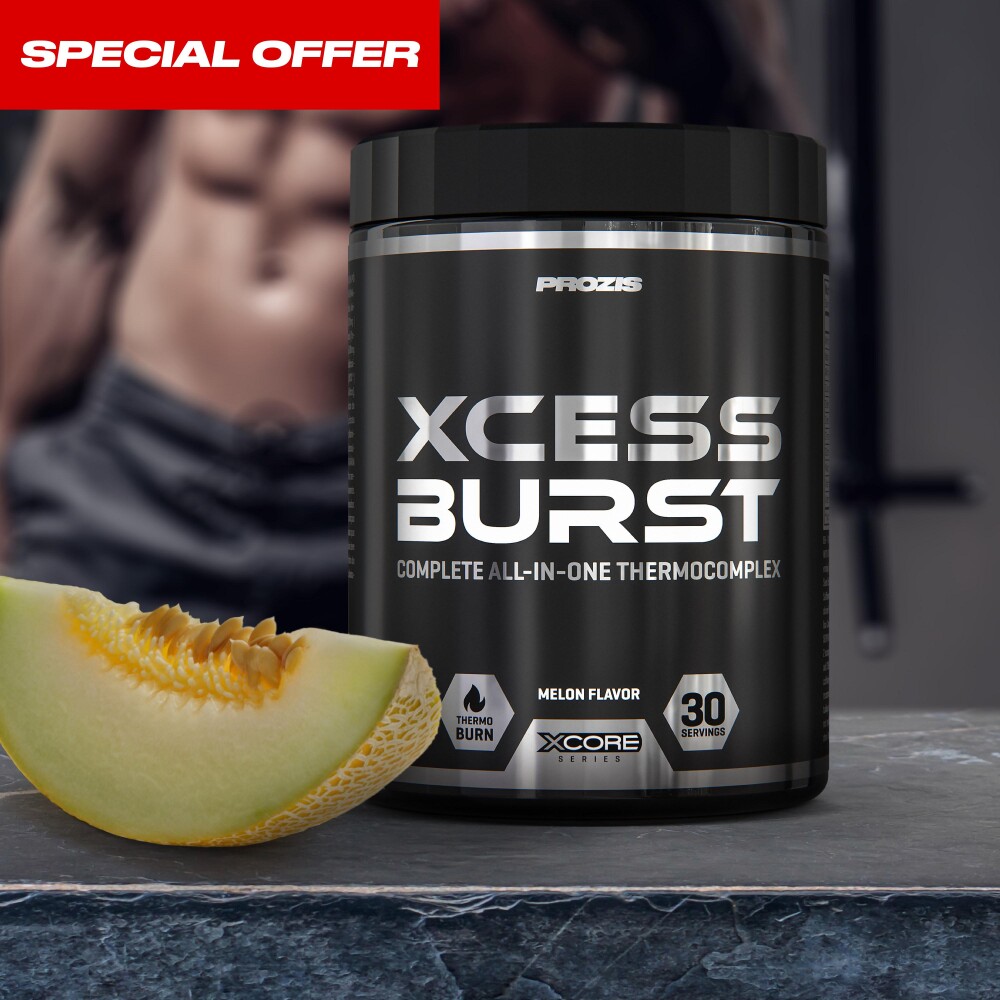 SPECIAL OFFER
PROZIS
XCESS
BURST
COMPLETE ALL-IN-ONE THERMOCOMPLEX
MELON FLAVOR
THERMO
BURN
XCORE
SERIES
30
SERVINGS